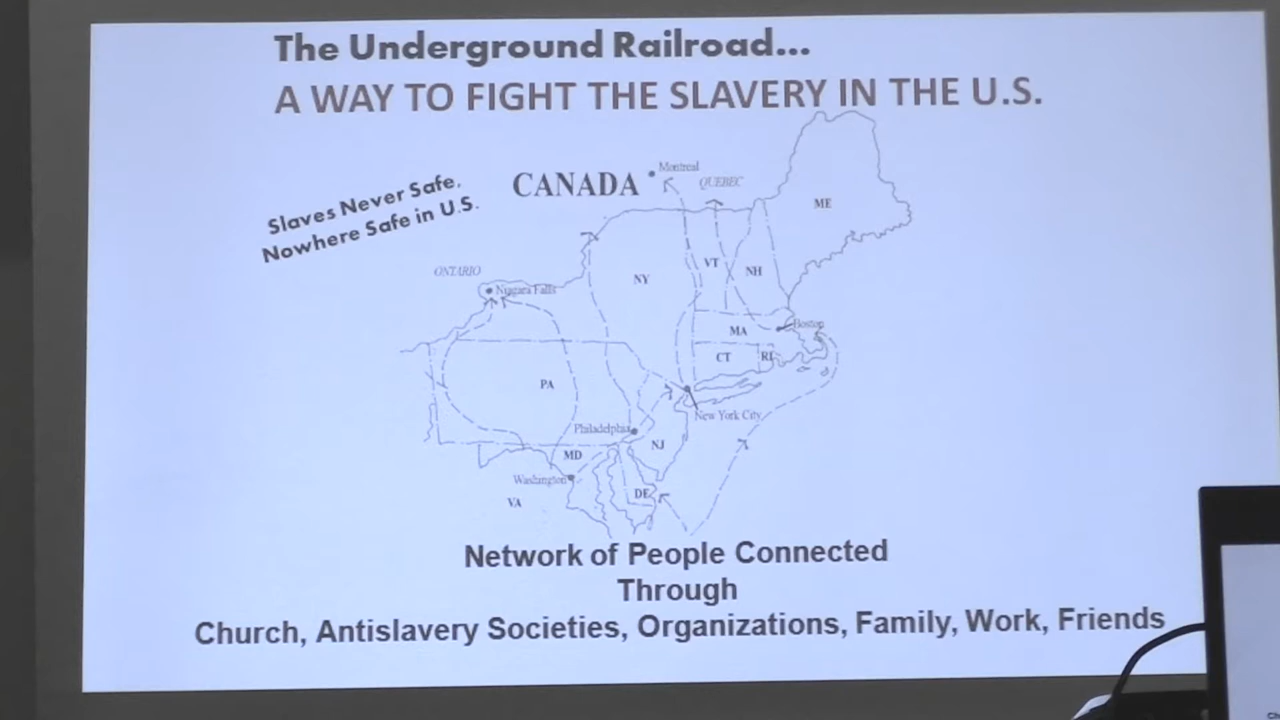 The Underground Railroad...
A WAY TO FIGHT THE SLAVERY IN THE U.S.
Slaves Never Safe,
Nowhere Safe in U.S.
CANADA
Montreal
QUEBEC
ME
ONTARIO
Niagara Falls
NY
VT
NH
MA
Boston
CT
RI
PA
New York City
Philadelphia
NJ
MD
Washington
DE
VA
Network of People Connected
Through
Church, Antislavery Societies, Organizations, Family, Work, Friends